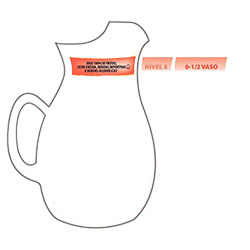 JUGO 100% DE FRUTAS,
LECHE ENTERA, BEBIDAS DEPORTIVAS
O BEBIDAS ALCOHÓLICAS
NIVEL 5
0-1/2 VASO